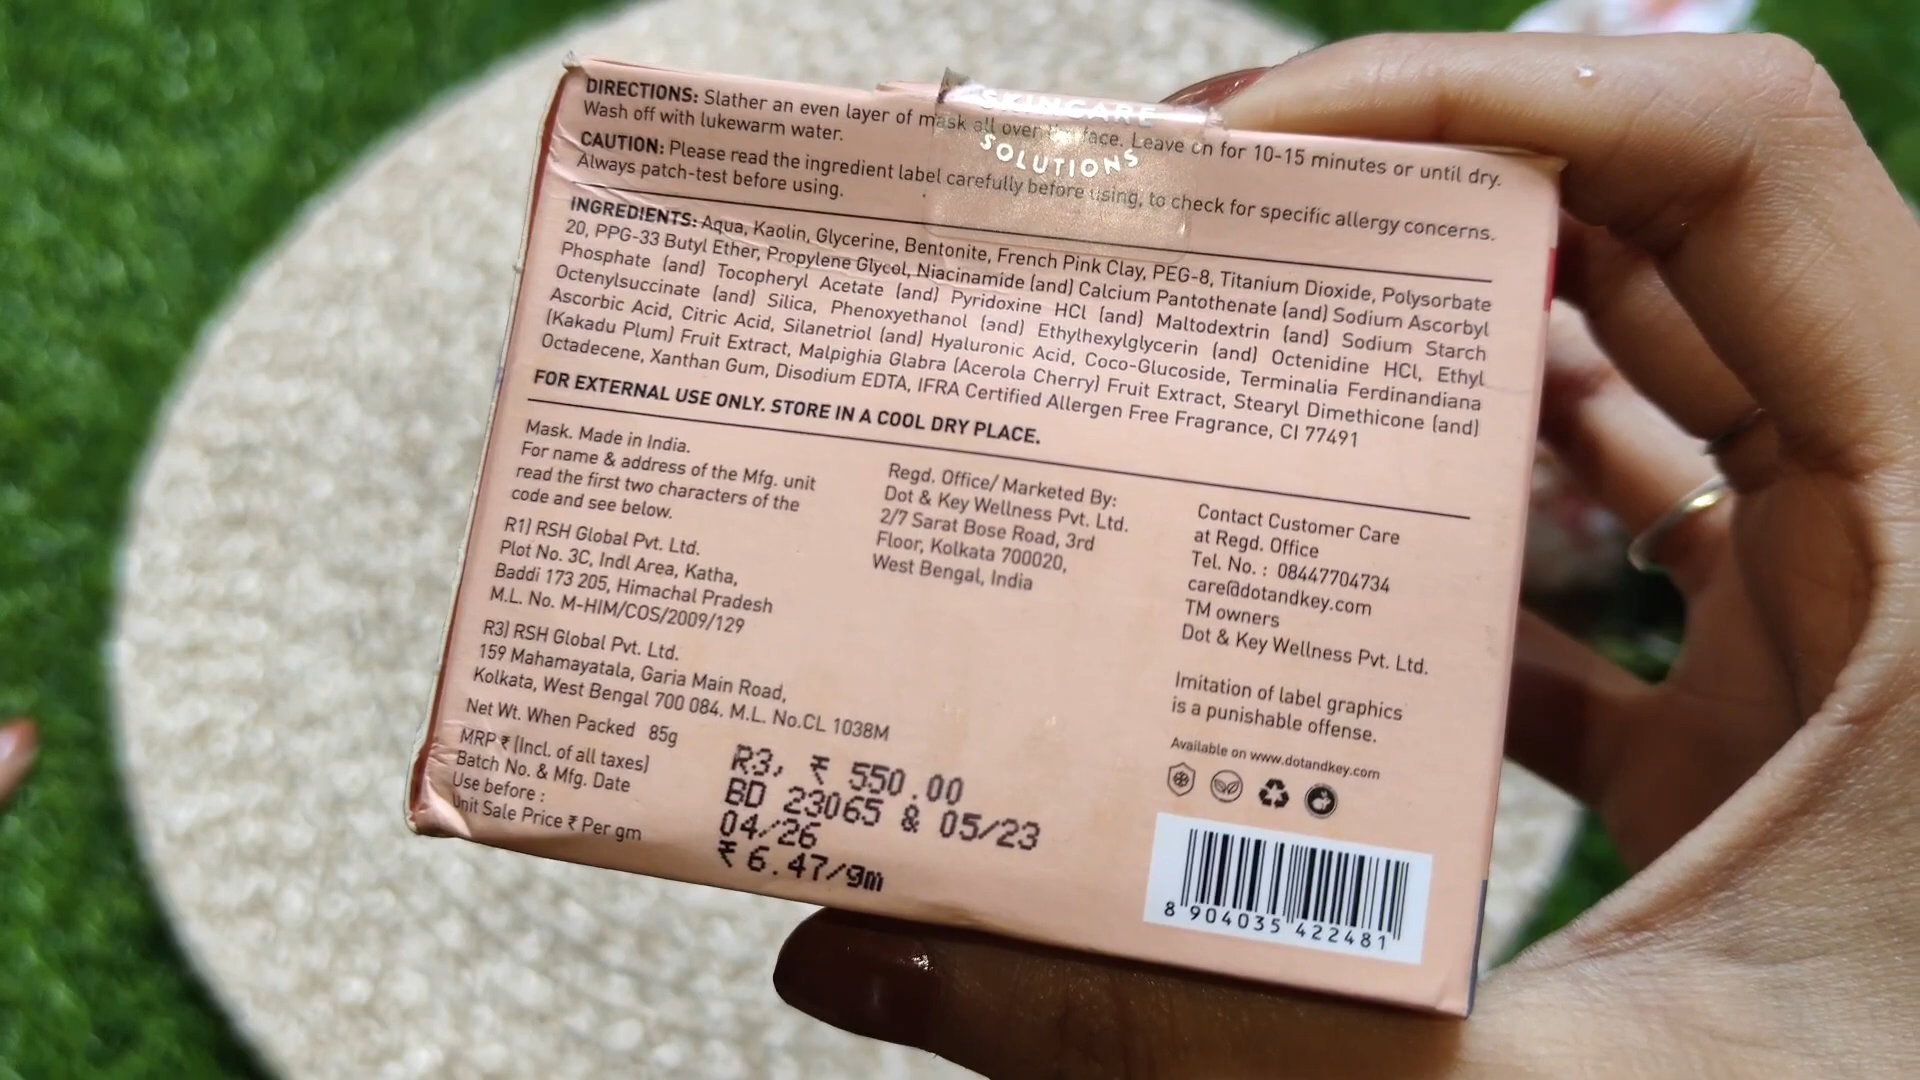 SKINCARE
SOLUTIONS
DIRECTIONS: Slather an even layer of mask all over the face. Leave on for 10-15 minutes or until dry.
Wash off with lukewarm water.
CAUTION: Please read the ingredient label carefully before using, to check for specific allergy concerns.
Always patch-test before using.
INGREDIENTS: Aqua, Kaolin, Glycerine, Bentonite, French Pink Clay, PEG-8, Titanium Dioxide, Polysorbate
20, PPG-33 Butyl Ether, Propylene Glycol, Niacinamide (and) Calcium Pantothenate (and) Sodium Ascorbyl
Phosphate (and) Tocopheryl Acetate (and) Pyridoxine HCl (and) Maltodextrin (and) Sodium Starch
Octenylsuccinate (and) Silica, Phenoxyethanol (and) Ethylhexylglycerin (and) Octenidine HCl, Ethyl
Ascorbic Acid, Citric Acid, Silanetriol (and) Hyaluronic Acid, Coco-Glucoside, Terminalia Ferdinandiana
(Kakadu Plum) Fruit Extract, Malpighia Glabra (Acerola Cherry) Fruit Extract, Stearyl Dimethicone (and)
Octadecene, Xanthan Gum, Disodium EDTA, IFRA Certified Allergen Free Fragrance, CI 77491
FOR EXTERNAL USE ONLY. STORE IN A COOL DRY PLACE.
Mask. Made in India.
For name & address of the Mfg. unit
read the first two characters of the
code and see below.
R1) RSH Global Pvt. Ltd.
Plot No. 3C, Indl Area, Katha,
Baddi 173 205, Himachal Pradesh
M.L. No. M-HIM/COS/2009/129
R3) RSH Global Pvt. Ltd.
159 Mahamayatala, Garia Main Road,
Kolkata, West Bengal 700 084. M.L. No.CL 1038M
Net Wt. When Packed 85g
MRP ₹ (Incl. of all taxes)
Batch No. & Mfg. Date
Use before :
Unit Sale Price ₹ Per gm
R3, ₹ 550.00
BD 23065 & 05/23
04/26
₹6.47/gm
Regd. Office/ Marketed By:
Dot & Key Wellness Pvt. Ltd.
2/7 Sarat Bose Road, 3rd
Floor, Kolkata 700020,
West Bengal, India
Contact Customer Care
at Regd. Office
Tel. No. : 08447704734
care@dotandkey.com
TM owners
Dot & Key Wellness Pvt. Ltd.
Imitation of label graphics
is a punishable offense.
Available on www.dotandkey.com
8 904035 422481